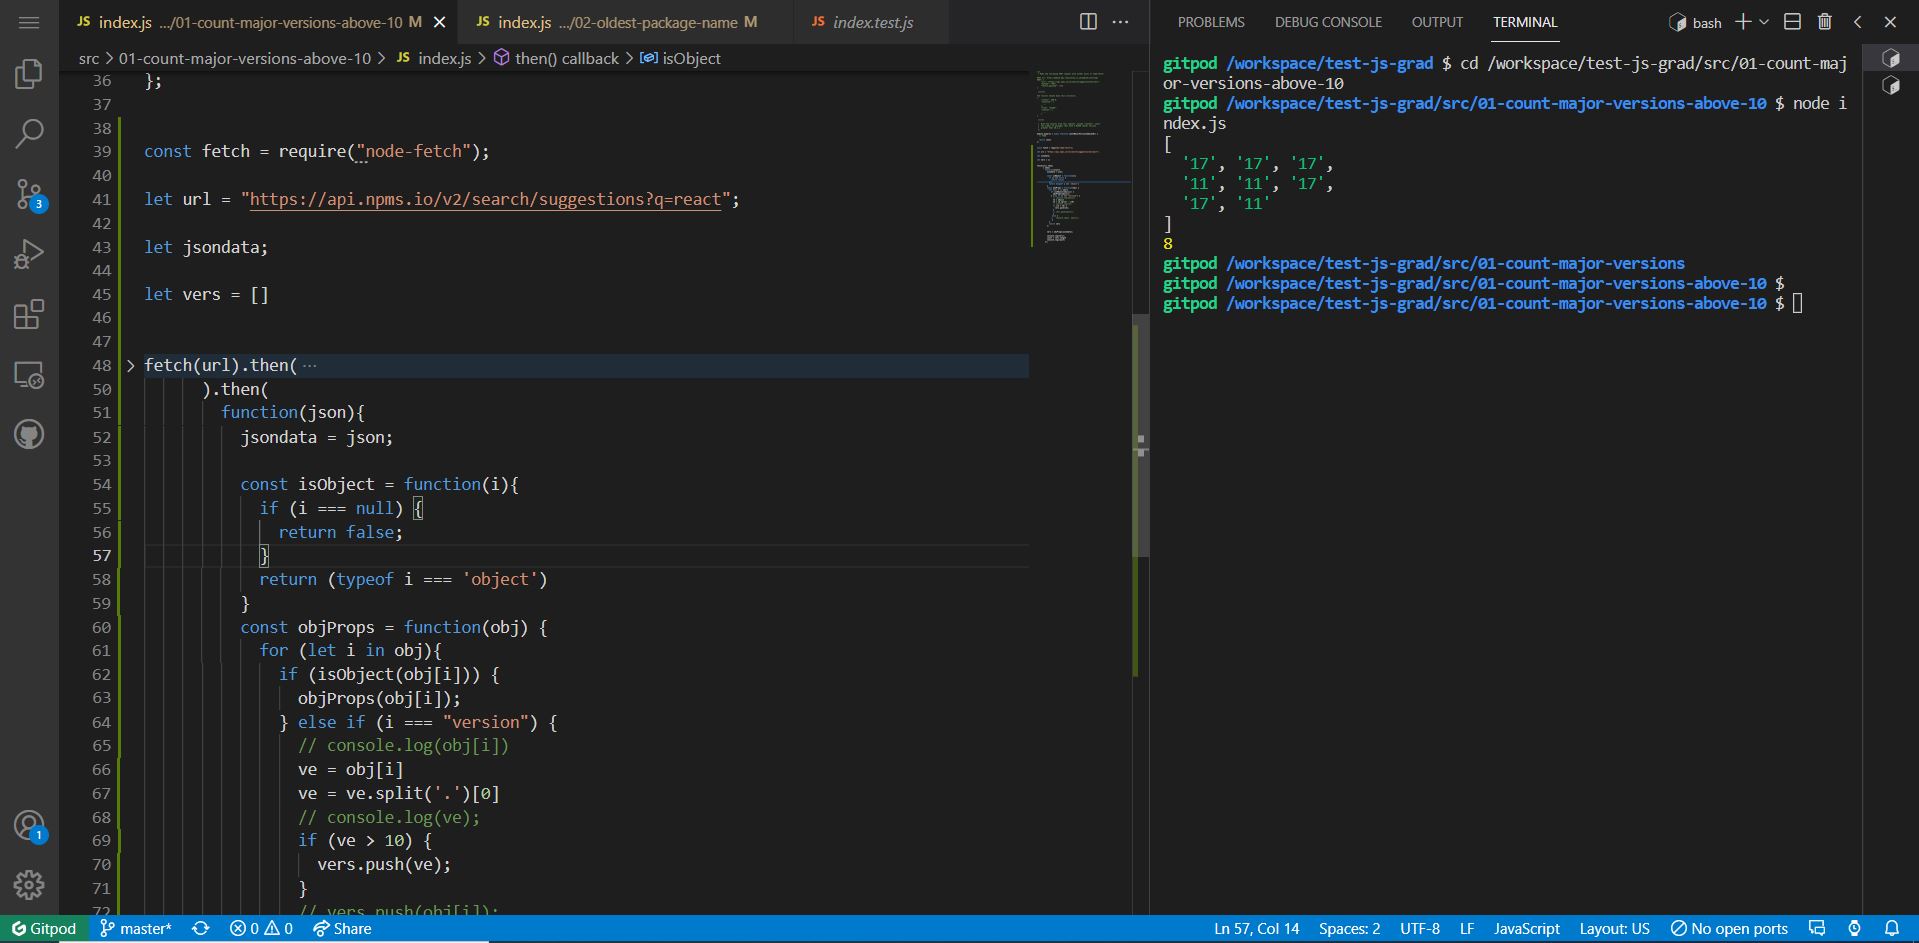 JS index.js .../01-count-major-versions-above-10 M
JS index.js .../02-oldest-package-name M
JS index.test.js
src > 01-count-major-versions-above-10 > JS index.js > then() callback > isObject
36 };
37
38
39 const fetch = require("node-fetch");
40
41 let url = "https://api.npms.io/v2/search/suggestions?q=react";
42
43 let jsondata;
44
45 let vers = []
46
47
48 fetch(url).then( ···
50 ).then(
51 function(json){
52 jsondata = json;
53
54 const isObject = function(i){
55 if (i === null) {
56 return false;
57 }
58 return (typeof i === 'object')
59 }
60 const objProps = function(obj) {
61 for (let i in obj){
62 if (isObject(obj[i])) {
63 objProps(obj[i]);
64 } else if (i === "version") {
65 // console.log(obj[i])
66 ve = obj[i]
67 ve = ve.split('.')[0]
68 // console.log(ve);
69 if (ve > 10) {
70 vers.push(ve);
71 }
72 // vers.push(obj[i]);
PROBLEMS DEBUG CONSOLE OUTPUT TERMINAL bash
gitpod /workspace/test-js-grad $ cd /workspace/test-js-grad/src/01-count-maj
or-versions-above-10
gitpod /workspace/test-js-grad/src/01-count-major-versions-above-10 $ node i
ndex.js
[
'17', '17', '17',
'11', '11', '17',
'17', '11'
]
8
gitpod /workspace/test-js-grad/src/01-count-major-versions
gitpod /workspace/test-js-grad/src/01-count-major-versions-above-10 $
gitpod /workspace/test-js-grad/src/01-count-major-versions-above-10 $
3
1
Gitpod master* 0 0 Share
Ln 57, Col 14 Spaces: 2 UTF-8 LF JavaScript Layout: US No open ports